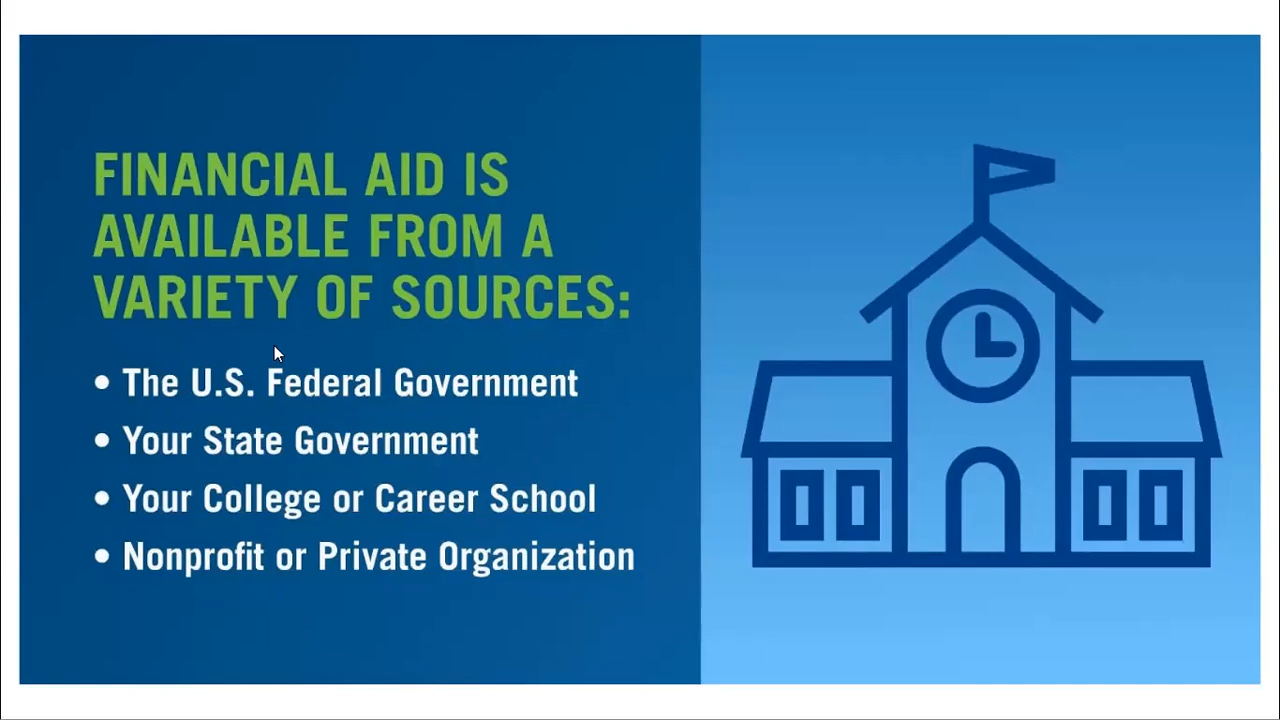 FINANCIAL AID IS
AVAILABLE FROM A
VARIETY OF SOURCES:
• The U.S. Federal Government
• Your State Government
• Your College or Career School
• Nonprofit or Private Organization